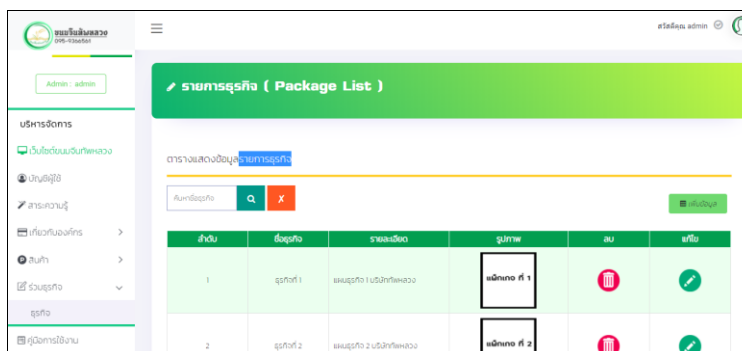 ขนมจีนทัพหลวง
095-9366561
สวัสดีคุณ admin
Admin : admin
รายการธุรกิจ ( Package List )
บริหารจัดการ
เว็บไซต์ขนมจีนทัพหลวง
ตารางแสดงข้อมูลรายการธุรกิจ
บัญชีผู้ใช้
ค้นหาชื่อธุรกิจ
X
เพิ่มข้อมูล
สาระความรู้
เกี่ยวกับองค์กร
ลำดับ ชื่อธุรกิจ รายละเอียด รูปภาพ ลบ แก้ไข
สินค้า
1 ธุรกิจที่ 1 แผนธุรกิจ 1 บริษัททัพหลวง แพ็กเกจ ที่ 1
ร่วมธุรกิจ
ธุรกิจ
คู่มือการใช้งาน
2 ธุรกิจที่ 2 แผนธุรกิจ 2 บริษัททัพหลวง แพ็กเกจ ที่ 2